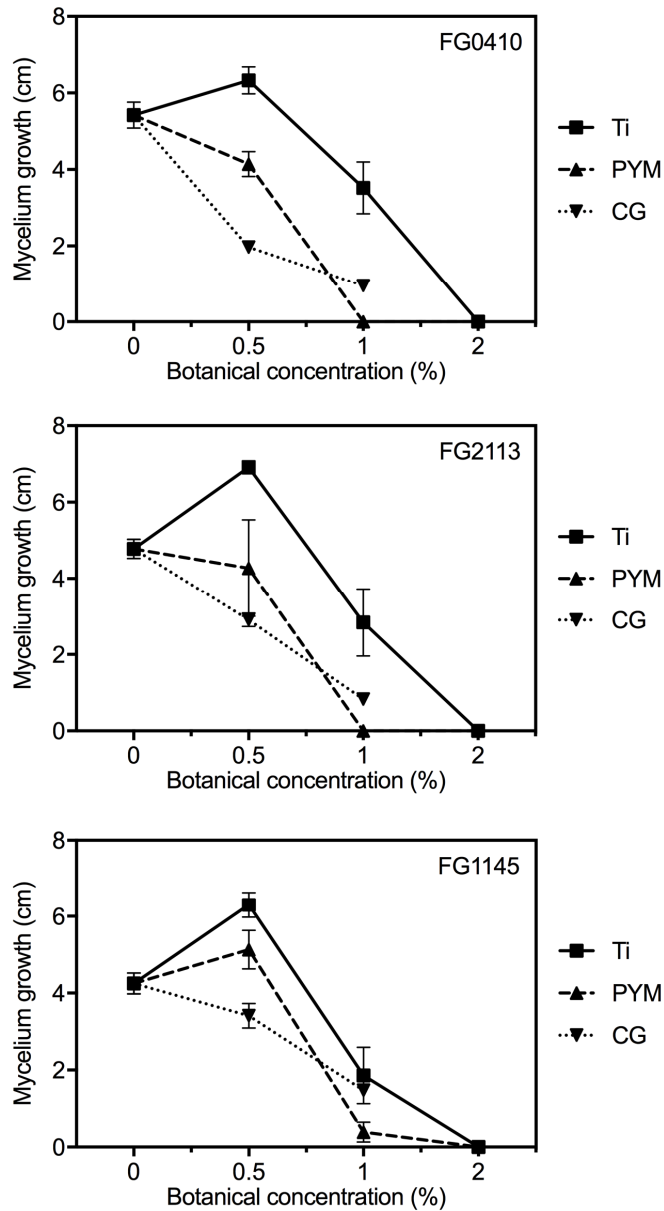 FG0410
Mycelium growth (cm)
8
6
4
2
0
0 0.5 1 2
Botanical concentration (%)
Ti
PYM
CG
FG2113
Mycelium growth (cm)
8
6
4
2
0
0 0.5 1 2
Botanical concentration (%)
Ti
PYM
CG
FG1145
Mycelium growth (cm)
8
6
4
2
0
0 0.5 1 2
Botanical concentration (%)
Ti
PYM
CG